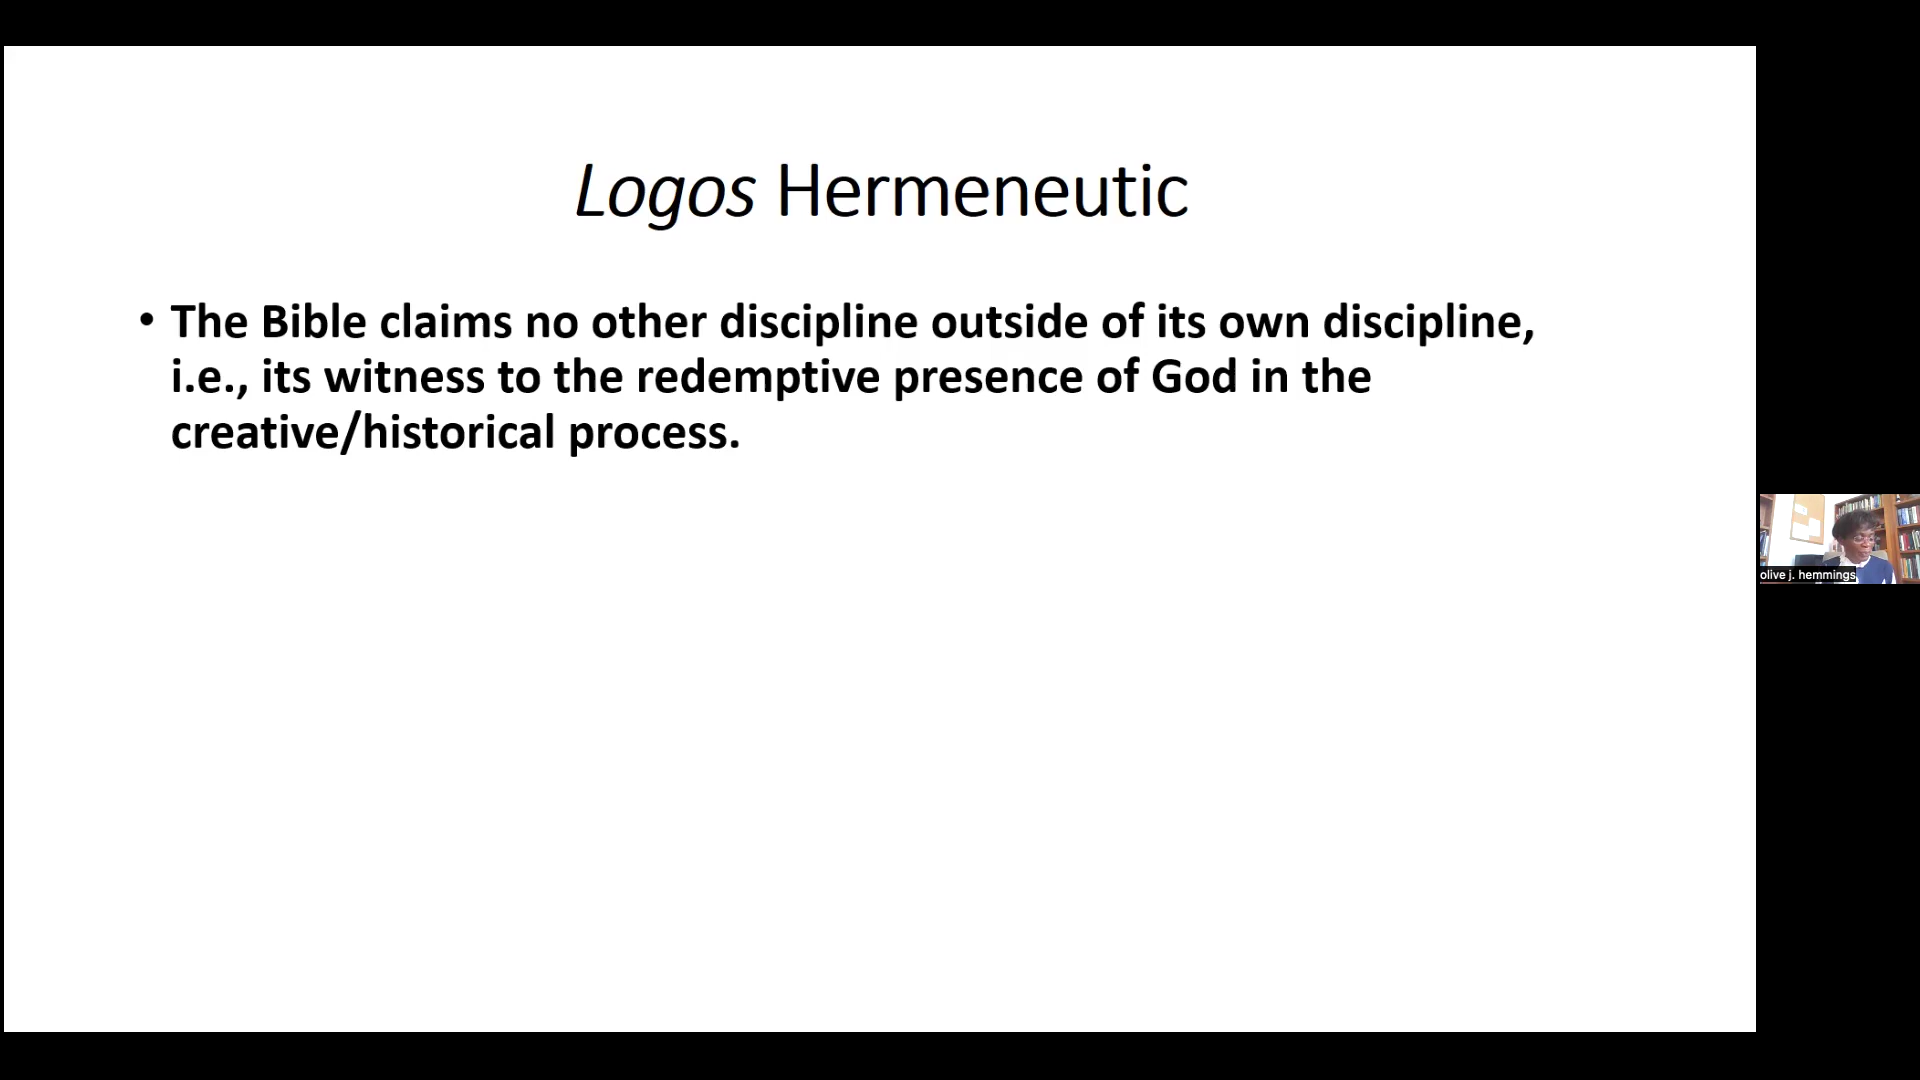 Logos Hermeneutic
• The Bible claims no other discipline outside of its own discipline,
i.e., its witness to the redemptive presence of God in the
creative/historical process.
olive j. hemmings